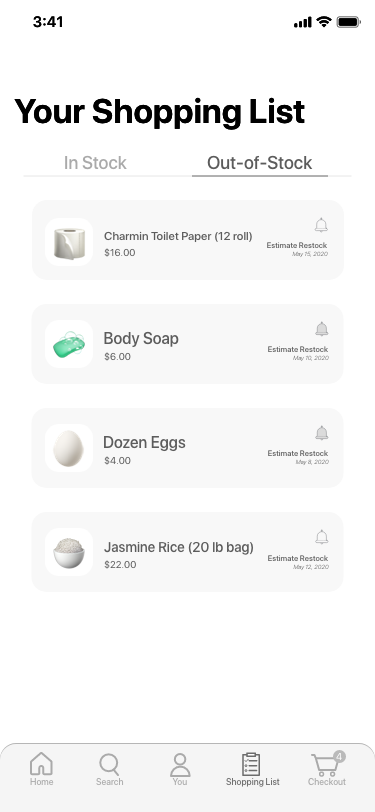 3:41
Your Shopping List
In Stock
Out-of-Stock
Charmin Toilet Paper (12 roll)
$16.00
Estimate Restock
May 15, 2020
Body Soap
$6.00
Estimate Restock
May 10, 2020
Dozen Eggs
$4.00
Estimate Restock
May 8, 2020
Jasmine Rice (20 lb bag)
$22.00
Estimate Restock
May 12, 2020
4
Home
Search
You
Shopping List
Checkout